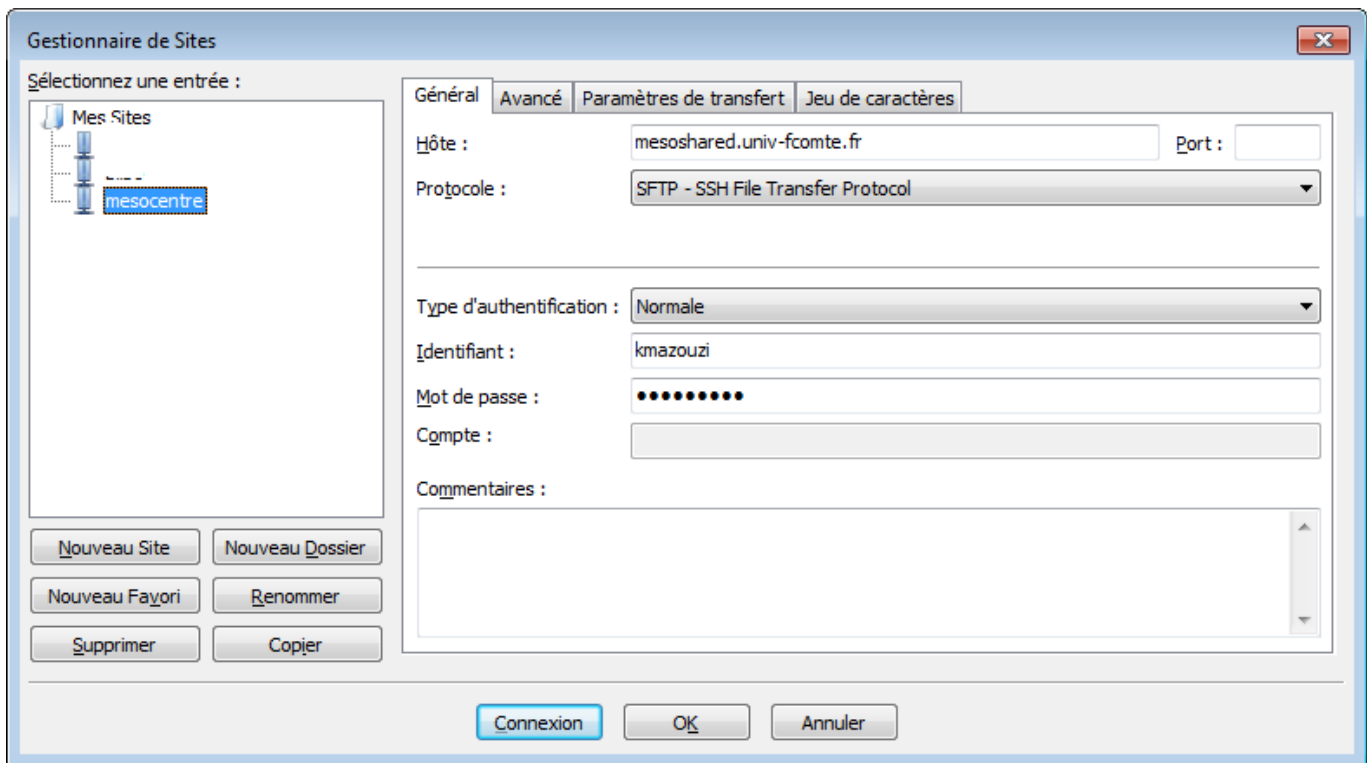 Gestionnaire de Sites
Sélectionnez une entrée :
Mes Sites
mesocentre
Nouveau Site
Nouveau Dossier
Nouveau Favori
Renommer
Supprimer
Copier
Général
Avancé
Paramètres de transfert
Jeu de caractères
Hôte :
mesoshared.univ-fcomte.fr
Port :
Protocole :
SFTP - SSH File Transfer Protocol
Type d'authentification :
Normale
Identifiant :
kmazouzi
Mot de passe :
•••••••••
Compte :
Commentaires :
Connexion
OK
Annuler